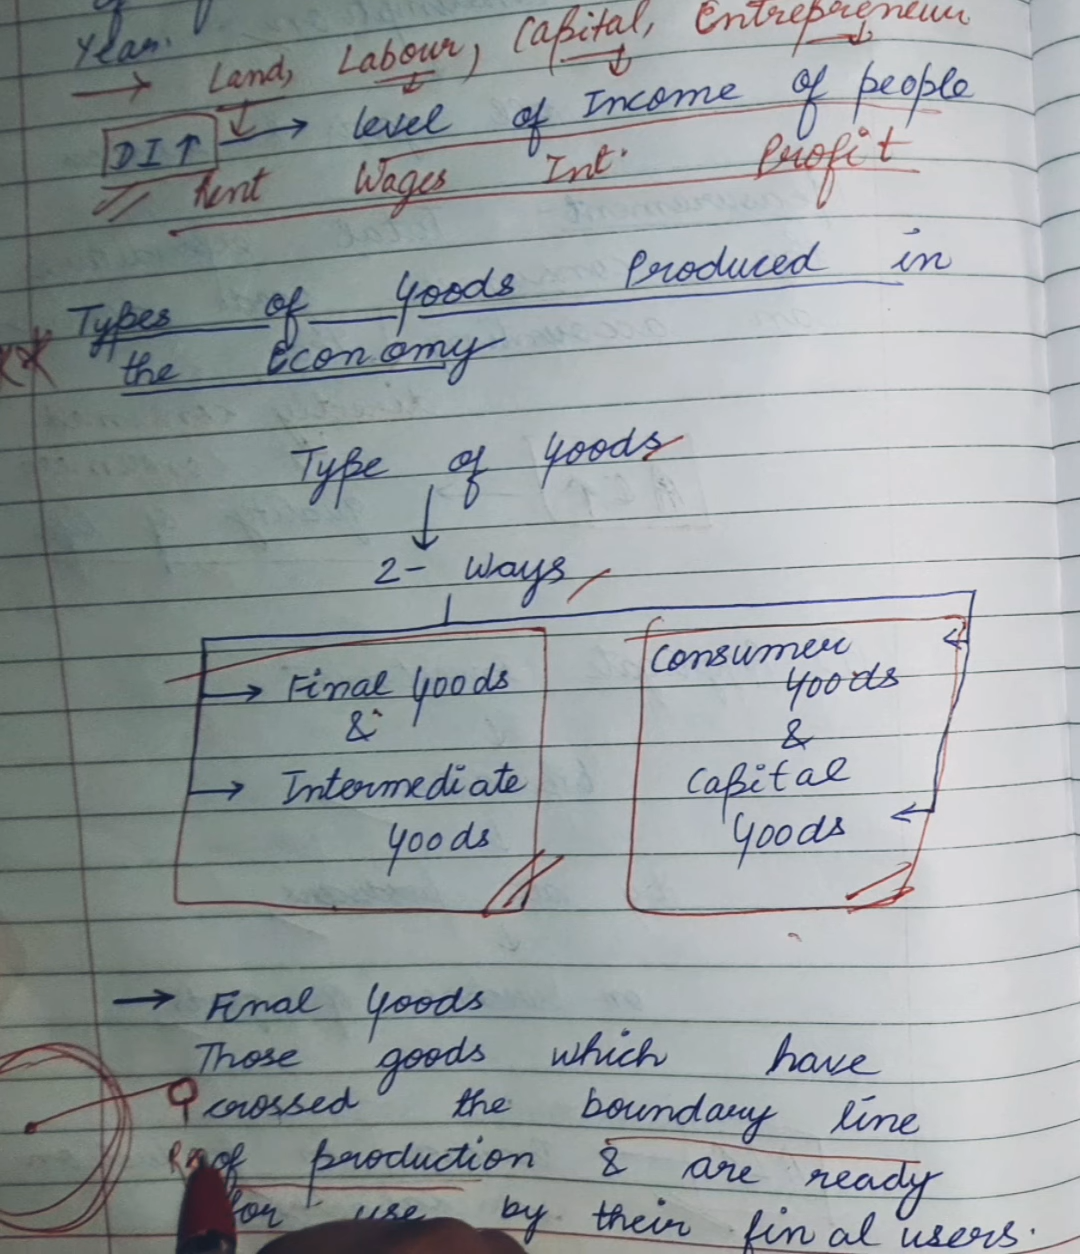 of
Year.
→ Land, Labour, Capital, Entrepreneur
DI↑ → level of Income of people
Rent Wages Int. Profit
Types of Goods Produced in
the Economy
Type of Goods
2- Ways
→ Final Goods
&
→ Intermediate
Goods
Consumer
Goods
&
Capital
Goods
→ Final Goods
Those goods which have
crossed the boundary line
of production & are ready
for use by their final users.